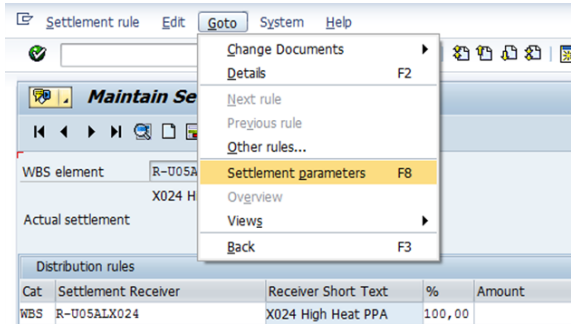 Settlement rule Edit Goto System Help
Change Documents
Details F2
Maintain Se
Next rule
Previous rule
Other rules...
WBS element R-U05A
Settlement parameters F8
X024 H
Overview
Actual settlement
Views
Back F3
Distribution rules
Cat Settlement Receiver Receiver Short Text % Amount
WBS R-U05ALX024 X024 High Heat PPA 100,00